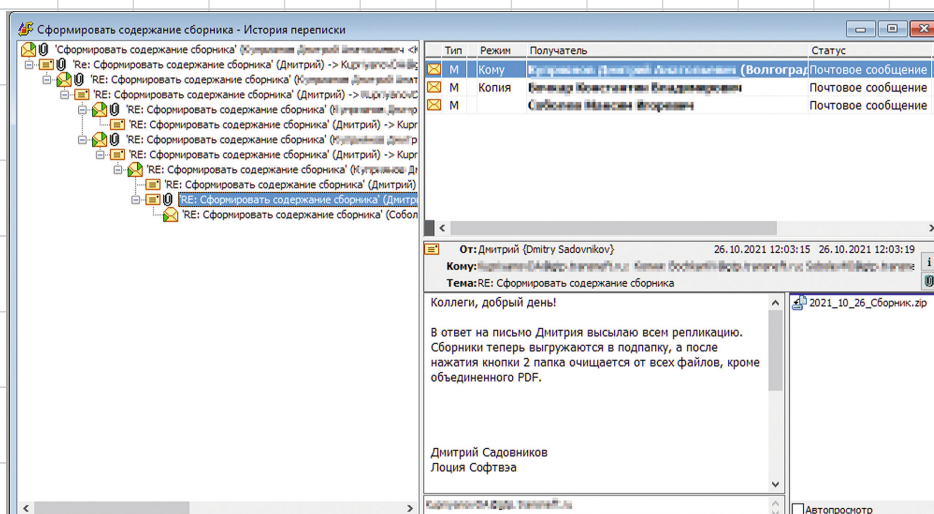 Сформировать содержание сборника - История переписки
'Сформировать содержание сборника' (
'Re: Сформировать содержание сборника' (Дмитрий) ->
'RE: Сформировать содержание сборника' (
'RE: Сформировать содержание сборника' (Дмитрий) ->
'RE: Сформировать содержание сборника' (
'RE: Сформировать содержание сборника' (Дмитрий) ->
'RE: Сформировать содержание сборника' (
'RE: Сформировать содержание сборника' (Дмитрий) ->
'RE: Сформировать содержание сборника' (
'RE: Сформировать содержание сборника' (Дмитрий)
'RE: Сформировать содержание сборника' (Дмитр
'RE: Сформировать содержание сборника' (Собол
Тип Режим Получатель Статус
М Кому (Волгоград Почтовое сообщение
М Копия Почтовое сообщение
М Почтовое сообщение
От: Дмитрий {Dmitry Sadovnikov} 26.10.2021 12:03:15 26.10.2021 12:03:19
Кому:
Тема: RE: Сформировать содержание сборника
Коллеги, добрый день!
В ответ на письмо Дмитрия высылаю всем репликацию.
Сборники теперь выгружаются в подпапку, а после
нажатия кнопки 2 папка очищается от всех файлов, кроме
объединенного PDF.
Дмитрий Садовников
Лоция Софтвэа
2021_10_26_Сборник.zip
Автопросмотр